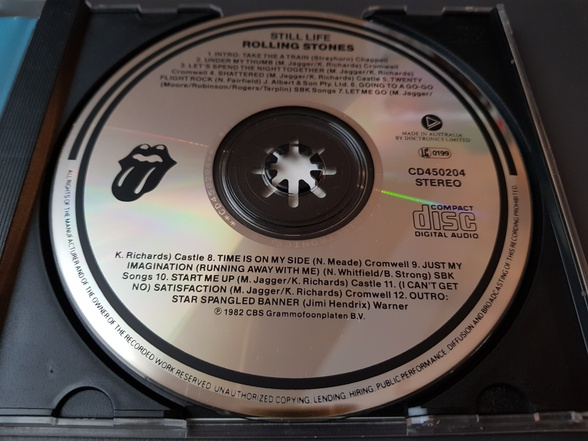 STILL LIFE
ROLLING STONES
1. INTRO: TAKE THE A TRAIN (Strayhorn) Chappell
2. UNDER MY THUMB (M. Jagger/K. Richards) Cromwell
3. LET'S SPEND THE NIGHT TOGETHER (M. Jagger/K. Richards)
Cromwell 4. SHATTERED (M. Jagger/K. Richards) Castle 5. TWENTY
FLIGHT ROCK (N. Fairfield) J. Albert & Son Pty. Ltd. 6. GOING TO A GO-GO
(Moore/Robinson/Rogers/Tarplin) SBK Songs 7. LET ME GO (M. Jagger/
MADE IN AUSTRALIA
BY DISCTRONICS LIMITED
0199
CD450204
STEREO
COMPACT
disc
DIGITAL AUDIO
K. Richards) Castle 8. TIME IS ON MY SIDE (N. Meade) Cromwell 9. JUST MY
IMAGINATION (RUNNING AWAY WITH ME) (N. Whitfield/B. Strong) SBK
Songs 10. START ME UP (M. Jagger/K. Richards) Castle 11. (I CAN'T GET
NO) SATISFACTION (M. Jagger/K. Richards) Cromwell 12. OUTRO:
STAR SPANGLED BANNER (Jimi Hendrix) Warner
℗ 1982 CBS Grammofoonplaten B.V.
ALL RIGHTS OF THE MANUFACTURER AND OF THE OWNER OF THE RECORDED WORK RESERVED. UNAUTHORIZED COPYING, LENDING, HIRING, PUBLIC PERFORMANCE, DIFFUSION AND BROADCASTING OF THIS RECORDING PROHIBITED.